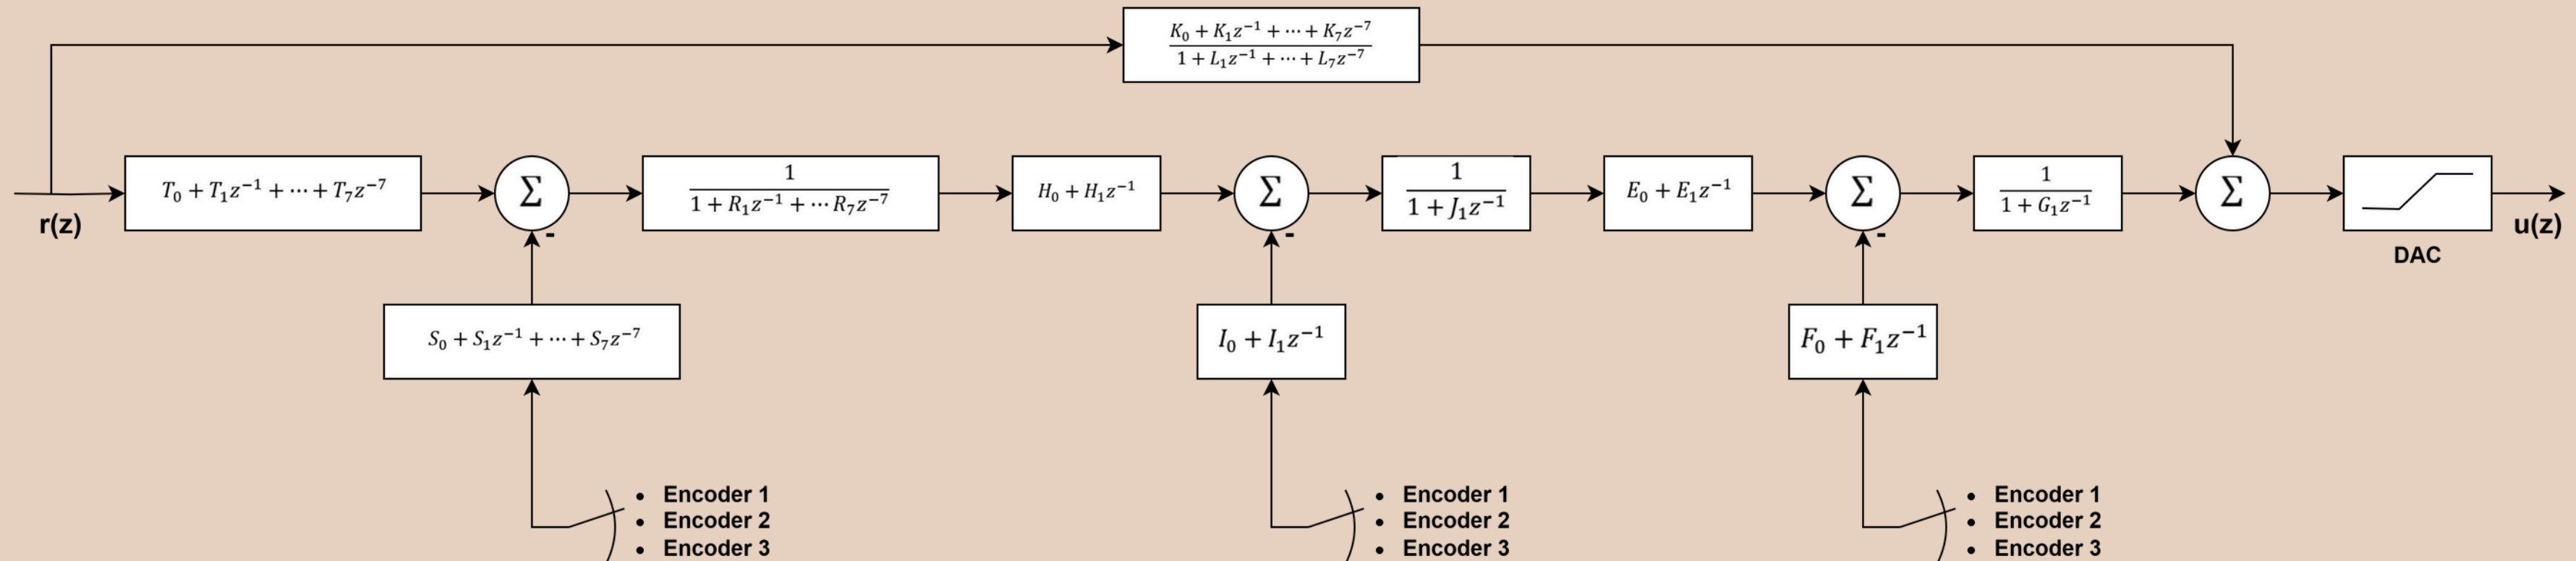 K₀ + K₁z⁻¹ + ⋯ + K₇z⁻⁷
1 + L₁z⁻¹ + ⋯ + L₇z⁻⁷
r(z)
T₀ + T₁z⁻¹ + ⋯ + T₇z⁻⁷
Σ
-
1
1 + R₁z⁻¹ + ⋯ R₇z⁻⁷
H₀ + H₁z⁻¹
Σ
-
1
1 + J₁z⁻¹
E₀ + E₁z⁻¹
Σ
-
1
1 + G₁z⁻¹
Σ
DAC
u(z)
S₀ + S₁z⁻¹ + ⋯ + S₇z⁻⁷
I₀ + I₁z⁻¹
F₀ + F₁z⁻¹
• Encoder 1
• Encoder 2
• Encoder 3
• Encoder 1
• Encoder 2
• Encoder 3
• Encoder 1
• Encoder 2
• Encoder 3